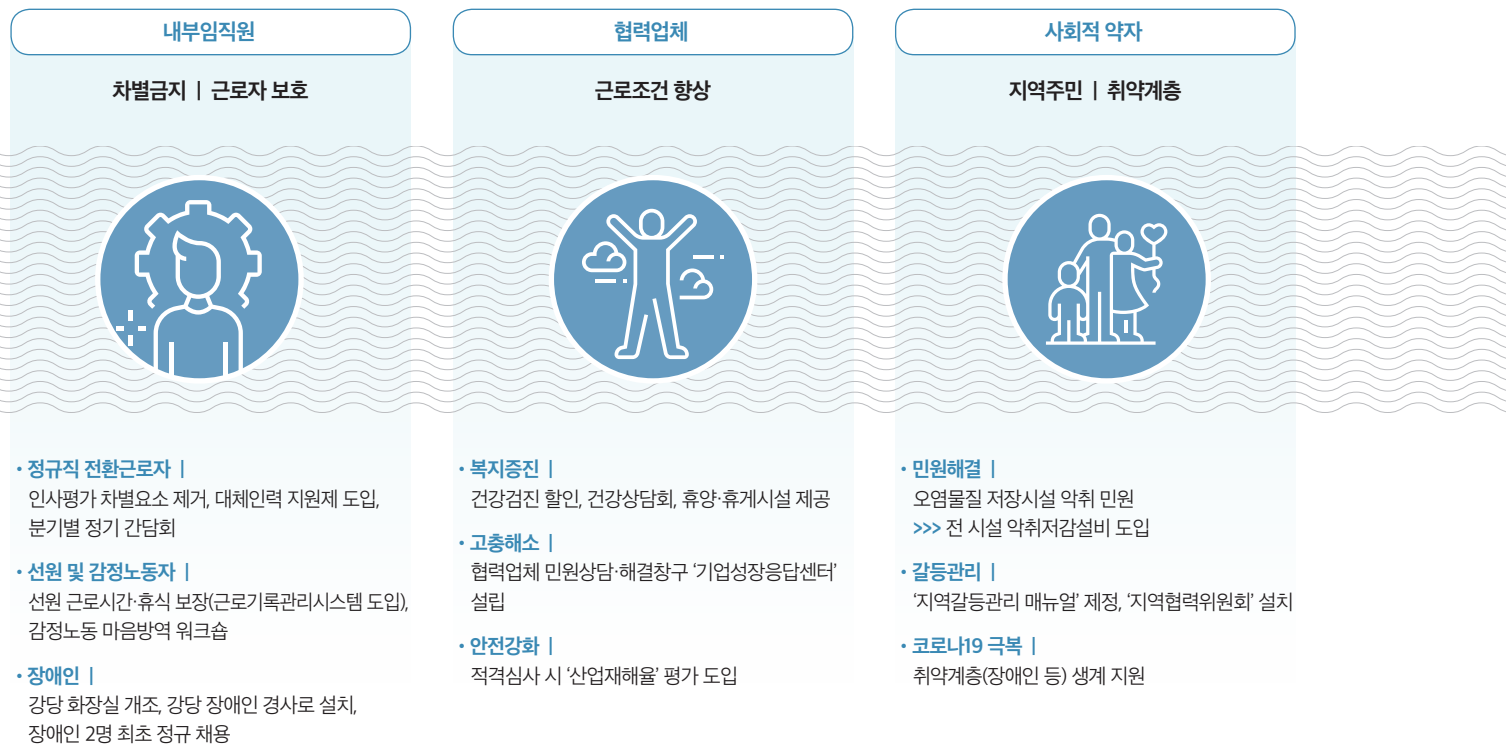 내부임직원
차별금지 | 근로자 보호
• 정규직 전환근로자 |
인사평가 차별요소 제거, 대체인력 지원제 도입,
분기별 정기 간담회
• 선원 및 감정노동자 |
선원 근로시간·휴식 보장(근로기록관리시스템 도입),
감정노동 마음방역 워크숍
• 장애인 |
강당 화장실 개조, 강당 장애인 경사로 설치,
장애인 2명 최초 정규 채용
협력업체
근로조건 향상
• 복지증진 |
건강검진 할인, 건강상담회, 휴양·휴게시설 제공
• 고충해소 |
협력업체 민원상담·해결창구 ‘기업성장응답센터’
설립
• 안전강화 |
적격심사 시 ‘산업재해율’ 평가 도입
사회적 약자
지역주민 | 취약계층
• 민원해결 |
오염물질 저장시설 악취 민원
>>> 전 시설 악취저감설비 도입
• 갈등관리 |
‘지역갈등관리 매뉴얼’ 제정, ‘지역협력위원회’ 설치
• 코로나19 극복 |
취약계층(장애인 등) 생계 지원